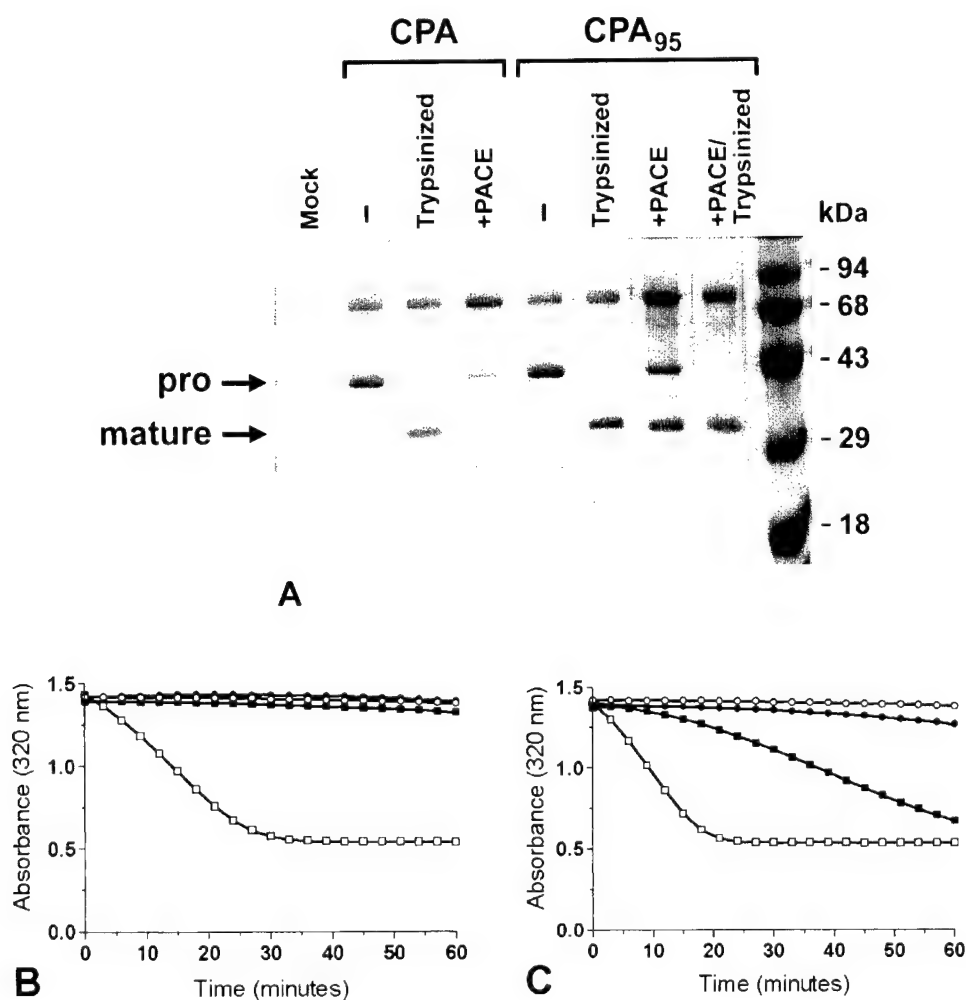 CPA CPA95
Mock
–
Trypsinized
+PACE
–
Trypsinized
+PACE
+PACE/
Trypsinized
kDa
- 94
- 68
- 43
- 29
- 18
pro
mature
A
1.5
1.0
0.5
0.0
0 10 20 30 40 50 60
Absorbance (320 nm)
Time (minutes)
B
1.5
1.0
0.5
0.0
0 10 20 30 40 50 60
Absorbance (320 nm)
Time (minutes)
C